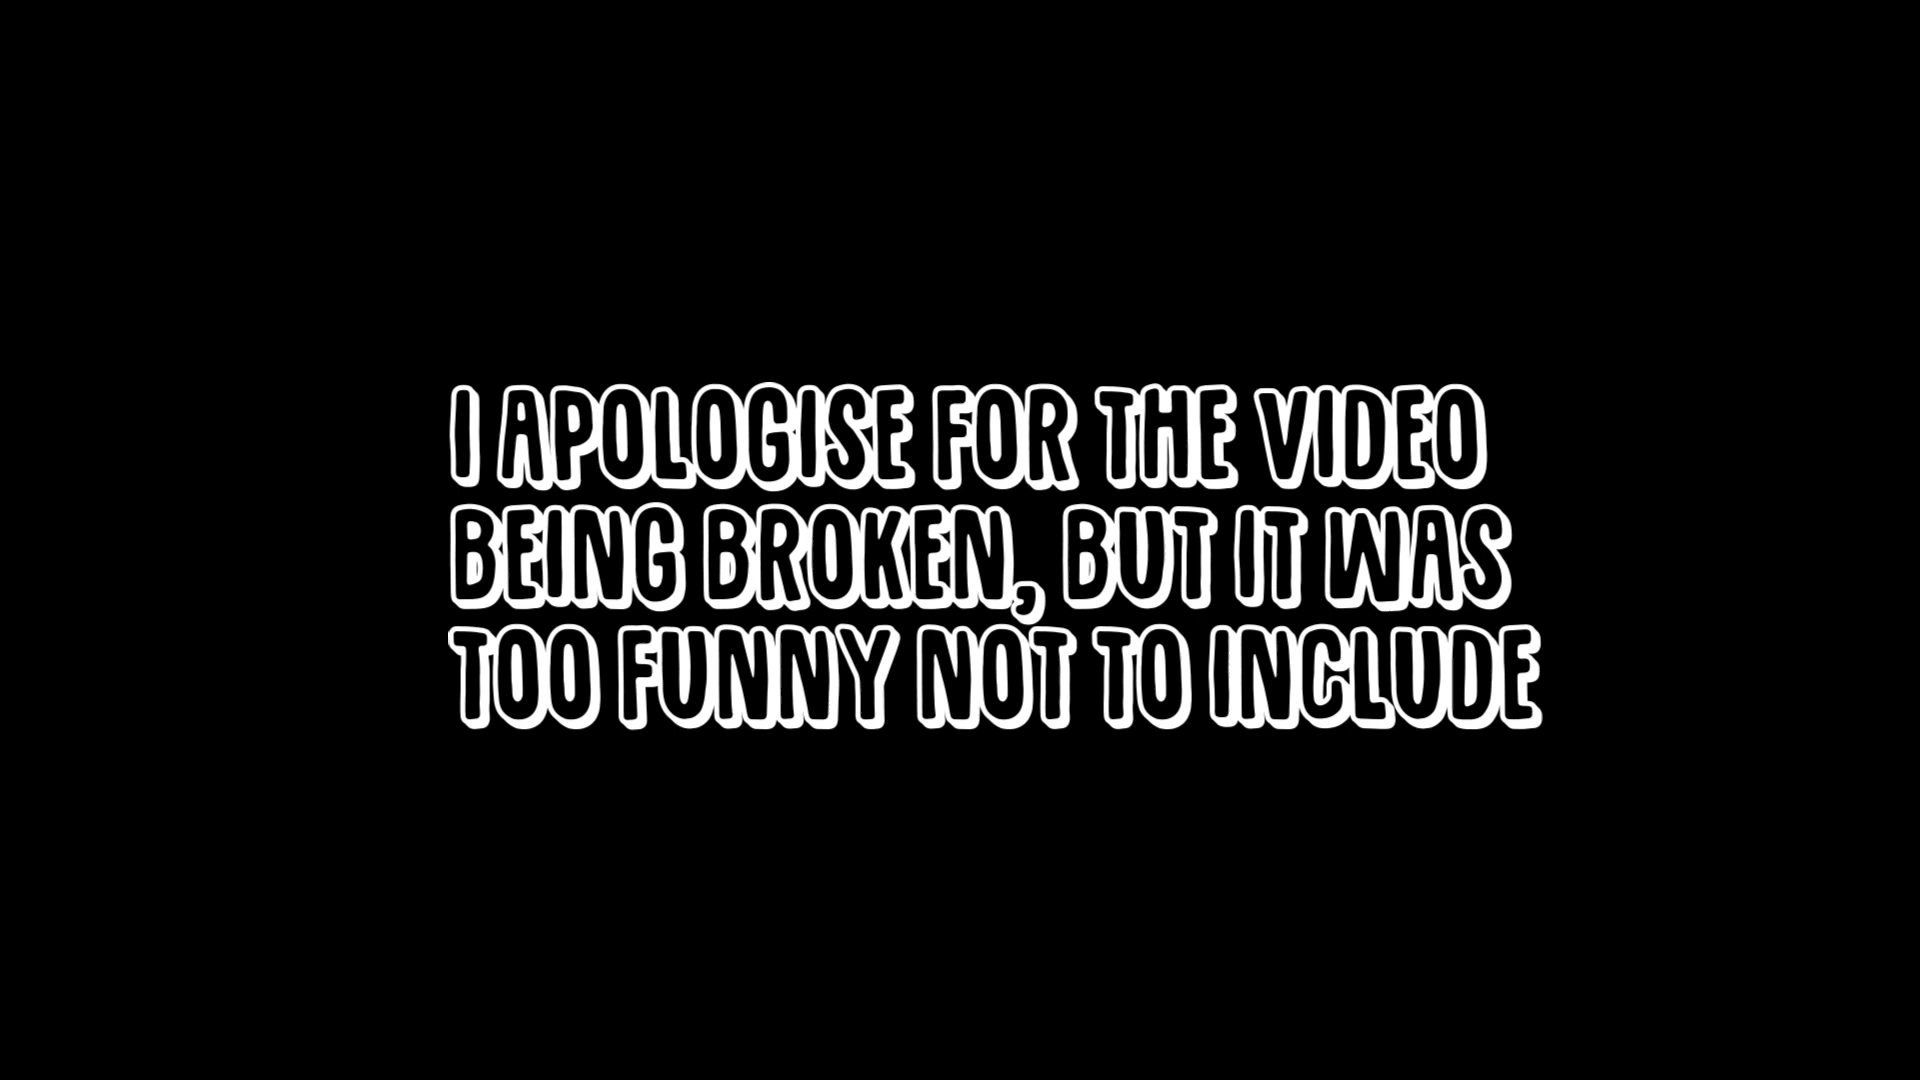 I APOLOGISE FOR THE VIDEO
BEING BROKEN, BUT IT WAS
TOO FUNNY NOT TO INCLUDE